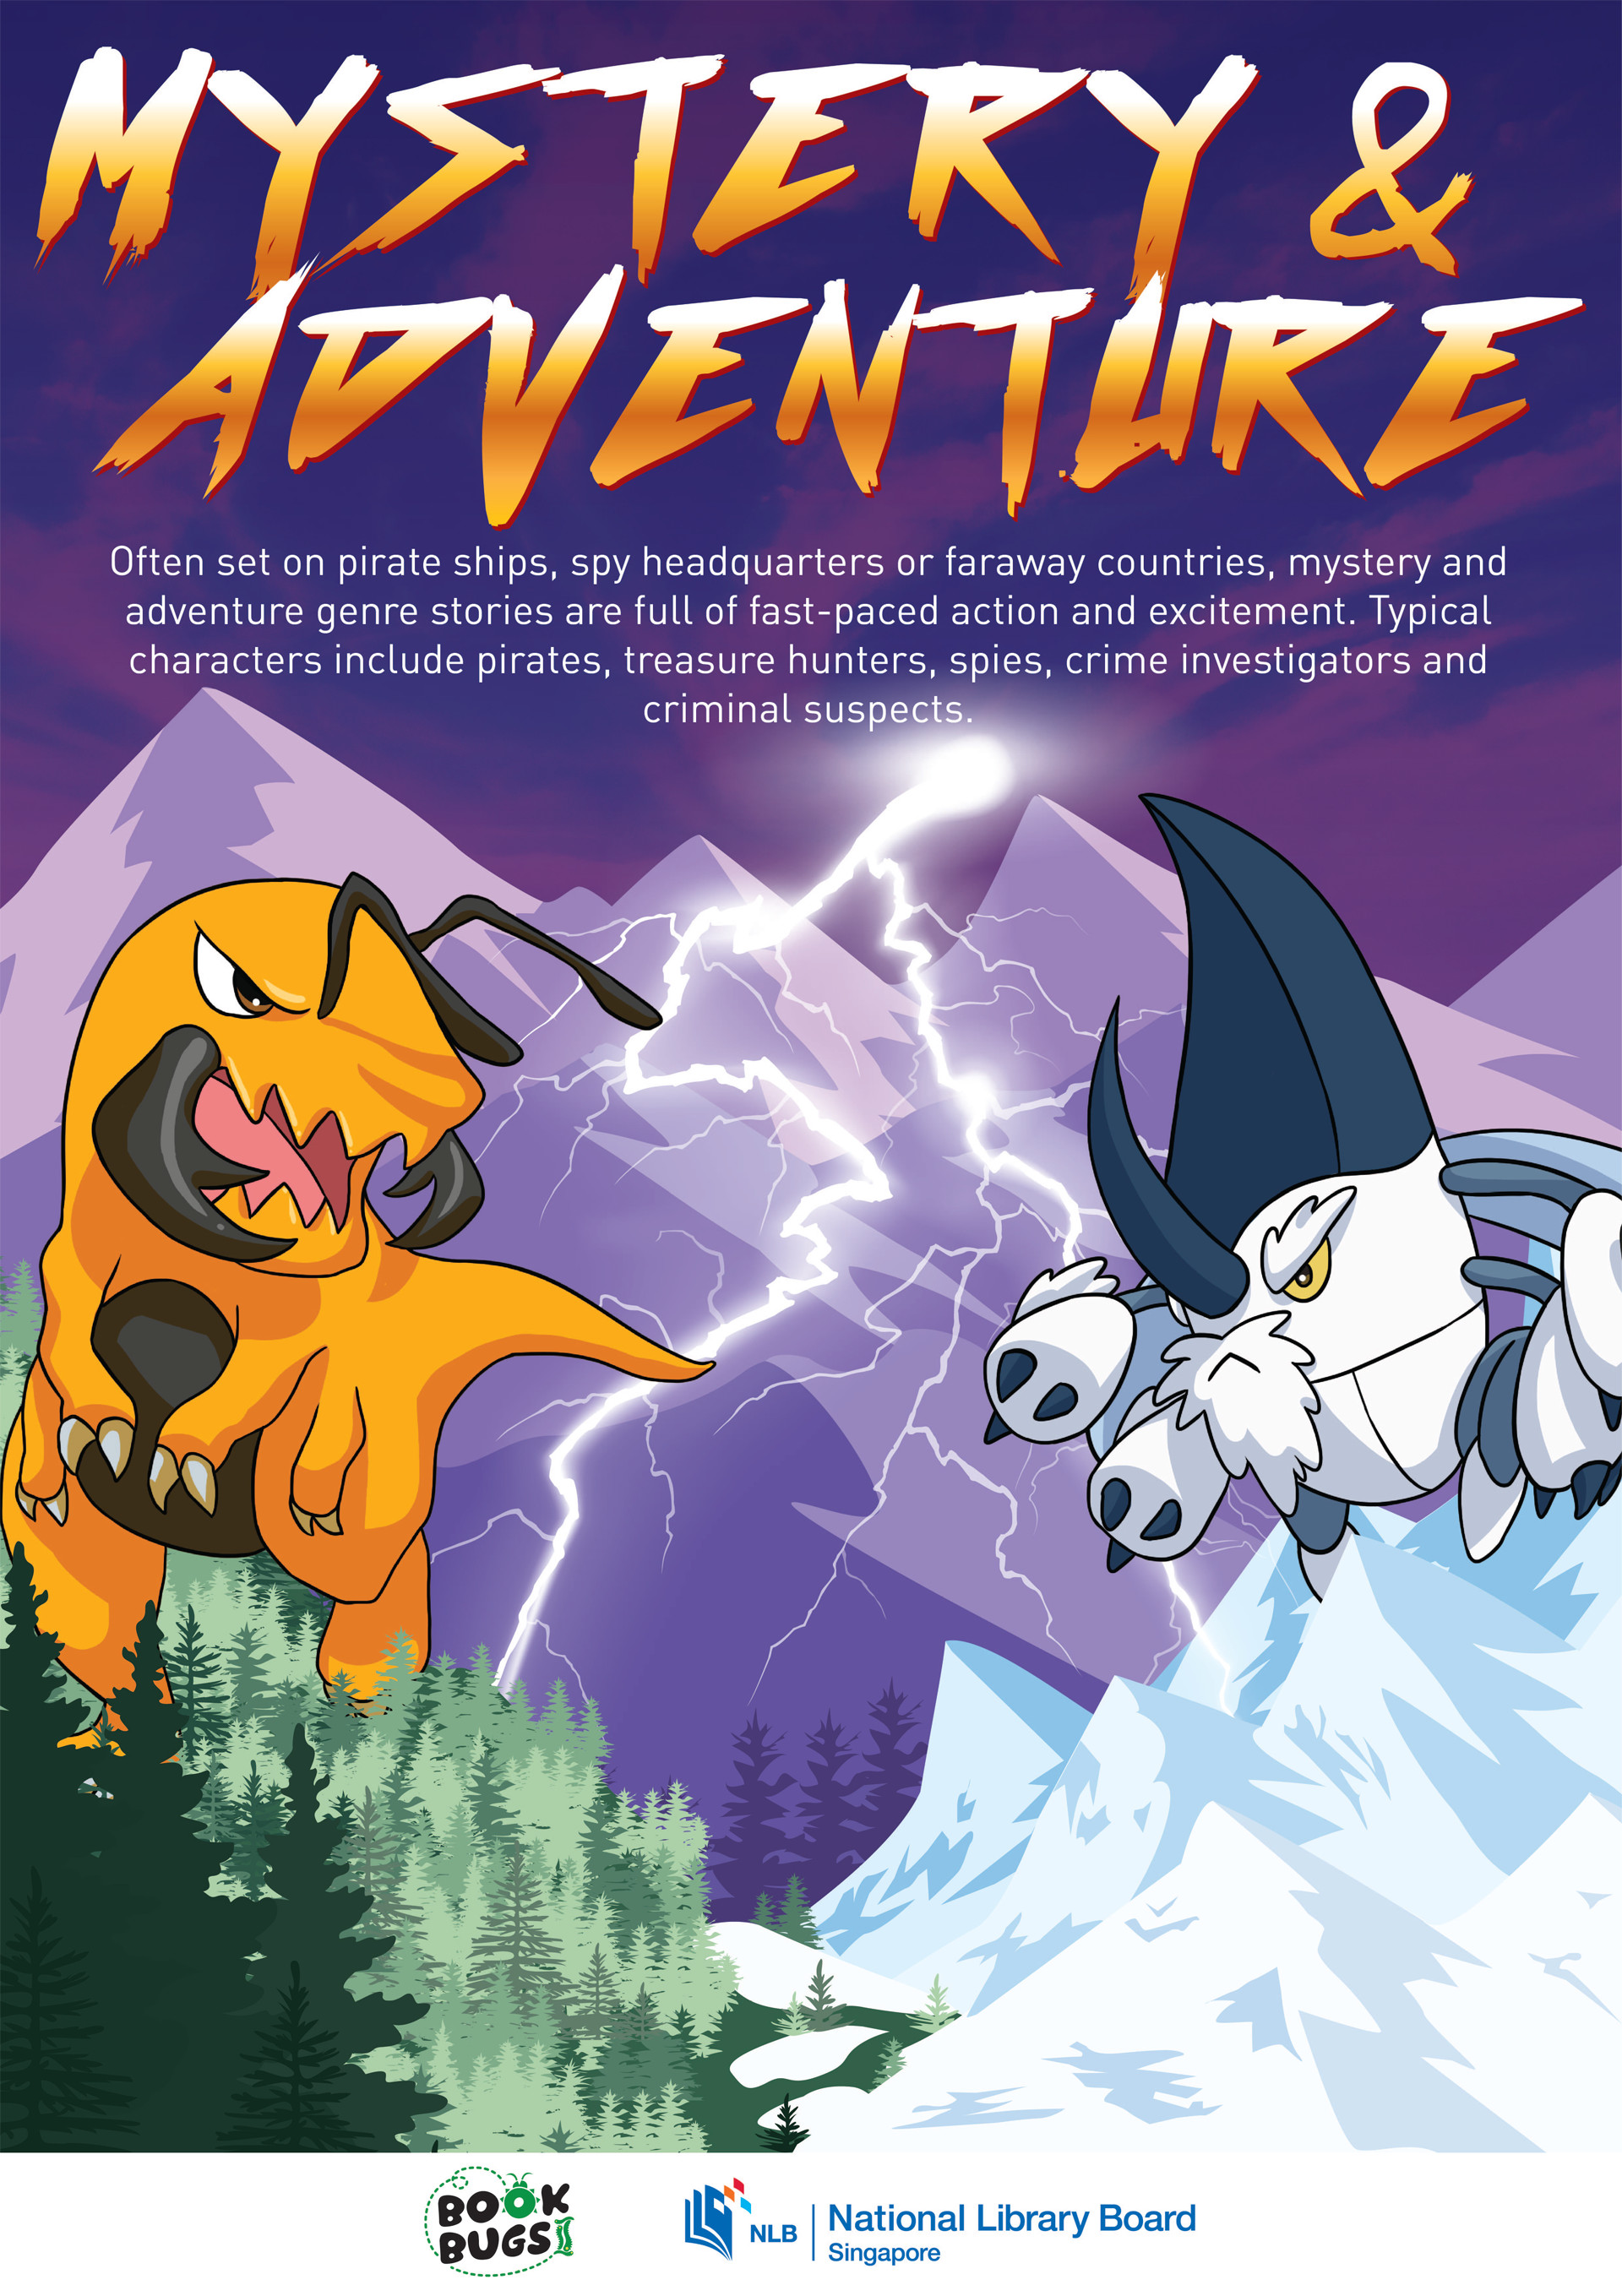 MYSTERY &
ADVENTURE
Often set on pirate ships, spy headquarters or faraway countries, mystery and
adventure genre stories are full of fast-paced action and excitement. Typical
characters include pirates, treasure hunters, spies, crime investigators and
criminal suspects.
BOOK
BUGS
NLB
National Library Board
Singapore